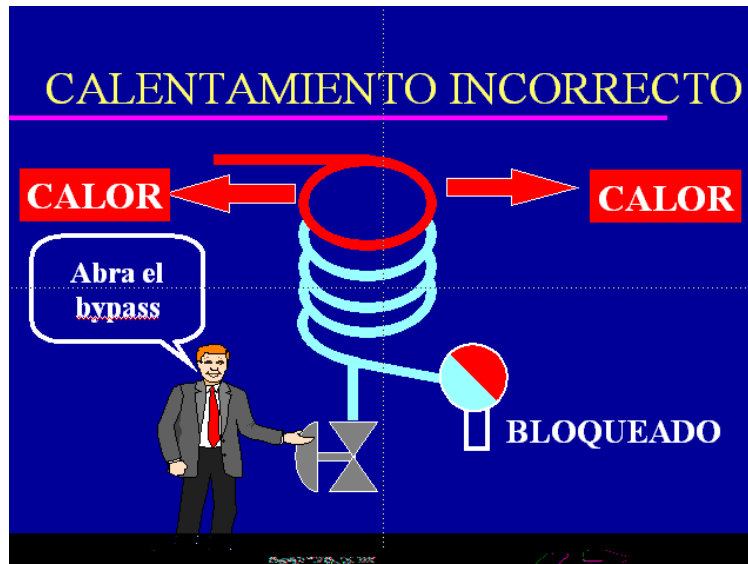 CALENTAMIENTO INCORRECTO
CALOR
CALOR
Abra el
bypass
BLOQUEADO